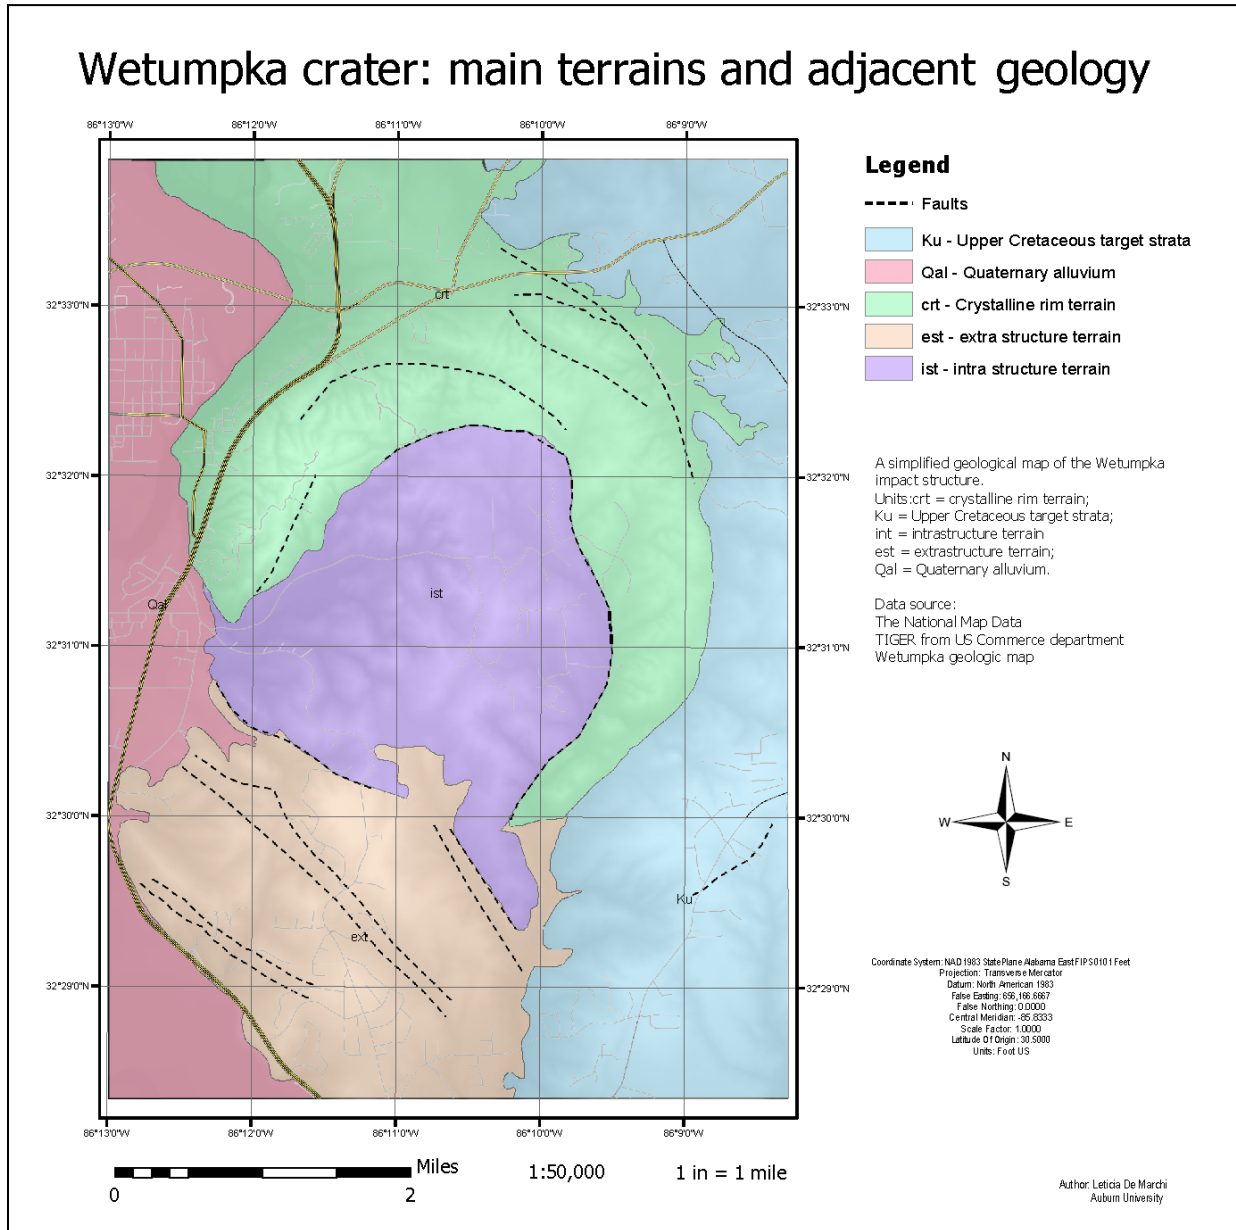 Wetumpka crater: main terrains and adjacent geology
86°13'0"W 86°12'0"W 86°11'0"W 86°10'0"W 86°9'0"W
Legend
Faults
Ku - Upper Cretaceous target strata
Qal - Quaternary alluvium
crt - Crystalline rim terrain
est - extra structure terrain
ist - intra structure terrain
crt
32°33'0"N 32°33'0"N
32°32'0"N 32°32'0"N
A simplified geological map of the Wetumpka
impact structure.
Units:crt = crystalline rim terrain;
Ku = Upper Cretaceous target strata;
int = intrastructure terrain
est = extrastructure terrain;
Qal = Quaternary alluvium.
ist
Qal
Data source:
The National Map Data
TIGER from US Commerce department
Wetumpka geologic map
32°31'0"N 32°31'0"N
N
W E
S
32°30'0"N 32°30'0"N
Ku
ext
32°29'0"N 32°29'0"N
Coordinate System: NAD 1983 StatePlane Alabama East FIPS 0101 Feet
Projection: Transverse Mercator
Datum: North American 1983
False Easting: 656,166.6667
False Northing: 0.0000
Central Meridian: -85.8333
Scale Factor: 1.0000
Latitude Of Origin: 30.5000
Units: Foot US
86°13'0"W 86°12'0"W 86°11'0"W 86°10'0"W 86°9'0"W
Miles 1:50,000 1 in = 1 mile
0 2
Author: Leticia De Marchi
Auburn University